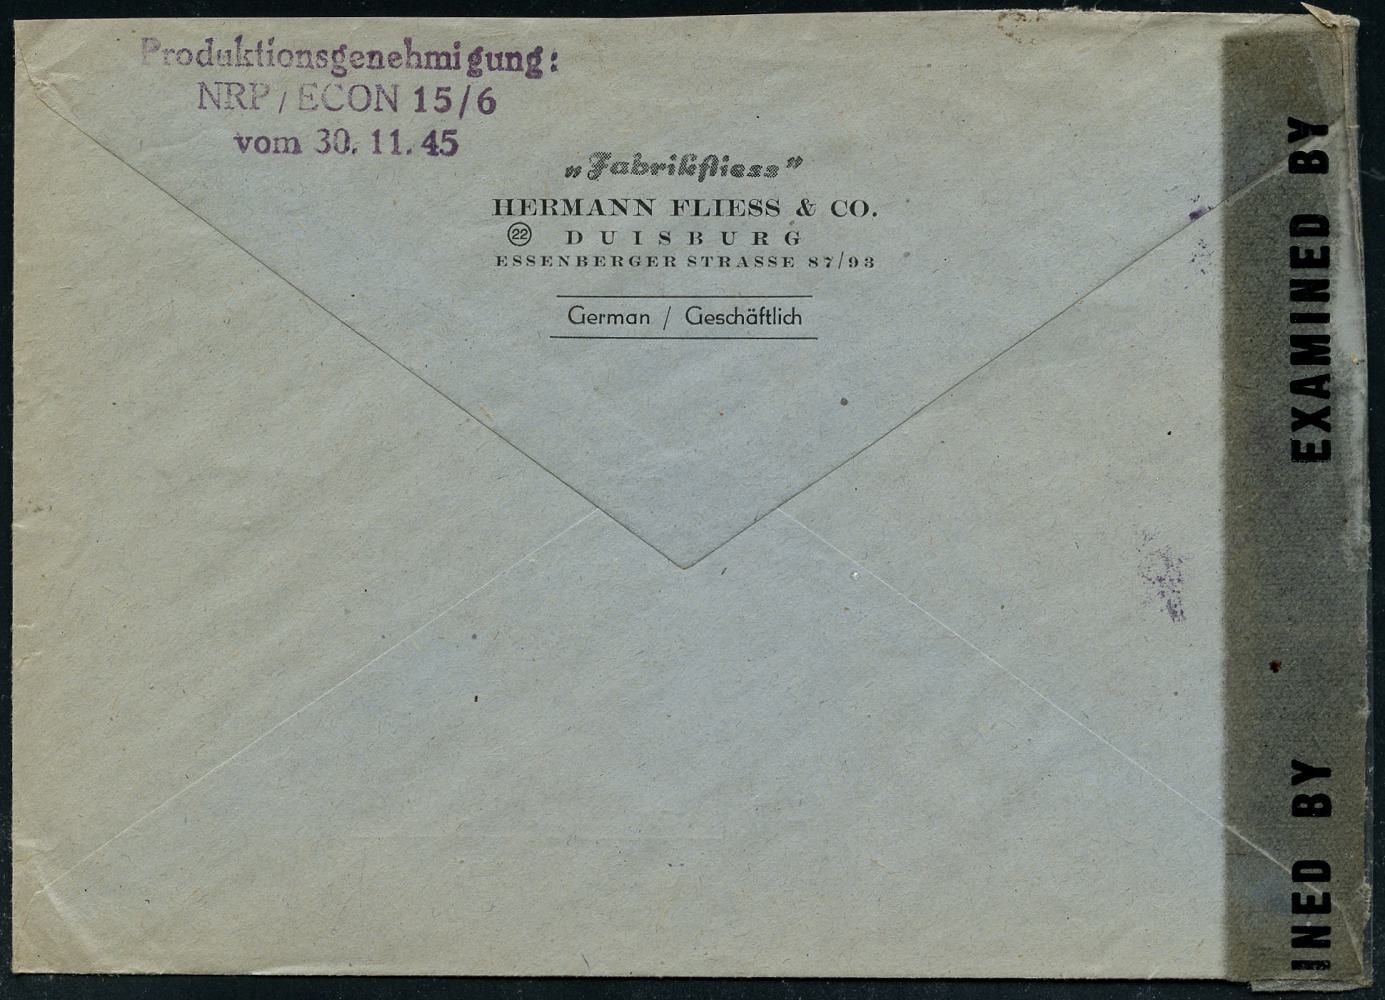 Produktionsgenehmigung:
NRP/ECON 15/6
vom 30. 11. 45
„Fabrikfliess”
HERMANN FLIESS & CO.
(22) DUISBURG
ESSENBERGER STRASSE 87/93
German / Geschäftlich
EXAMINED BY
INED BY